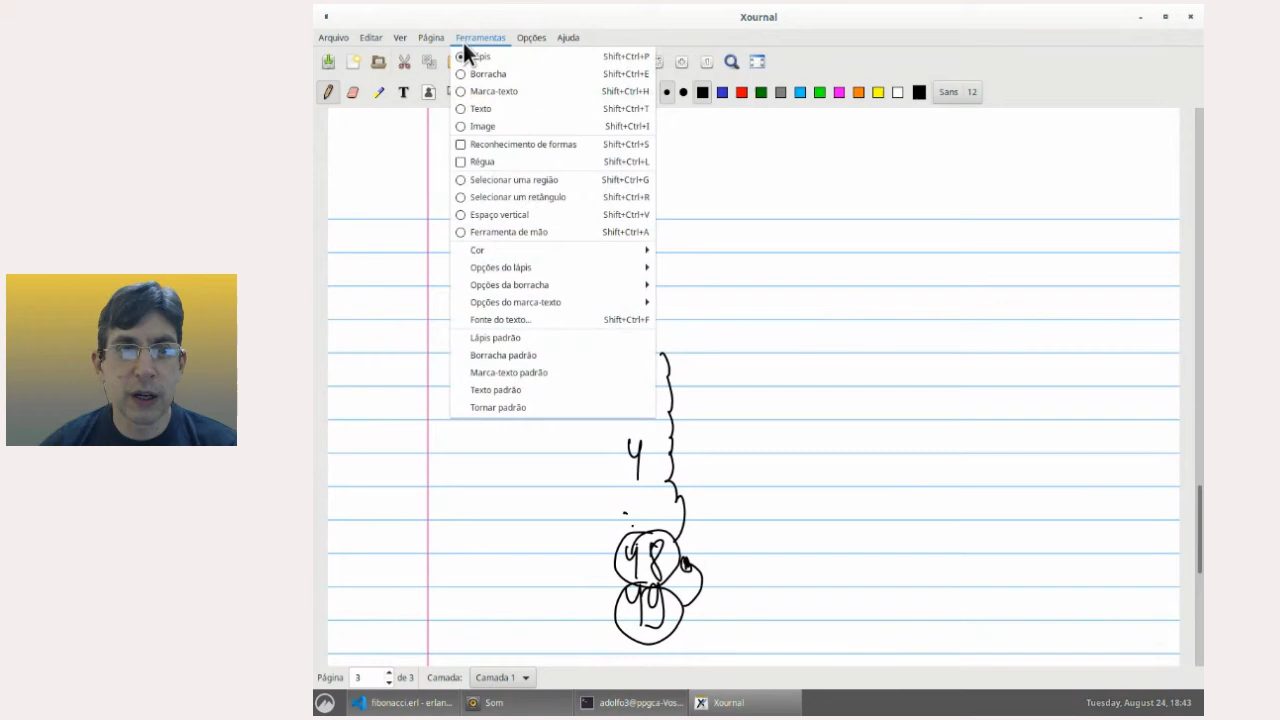 Xournal
Arquivo Editar Ver Página Ferramentas Opções Ajuda
Lápis Shift+Ctrl+P
Borracha Shift+Ctrl+E
Marca-texto Shift+Ctrl+H
Texto Shift+Ctrl+T
Image Shift+Ctrl+I
Reconhecimento de formas Shift+Ctrl+S
Régua Shift+Ctrl+L
Selecionar uma região Shift+Ctrl+G
Selecionar um retângulo Shift+Ctrl+R
Espaço vertical Shift+Ctrl+V
Ferramenta de mão Shift+Ctrl+A
Cor
Opções do lápis
Opções da borracha
Opções do marca-texto
Fonte do texto... Shift+Ctrl+F
Lápis padrão
Borracha padrão
Marca-texto padrão
Texto padrão
Tornar padrão
T Sans 12
4
48
49
Página 3 de 3 Camada: Camada 1
fibonacci.erl - erlan... Som adolfo3@ppgca-Vos... Xournal Tuesday, August 24, 18:43